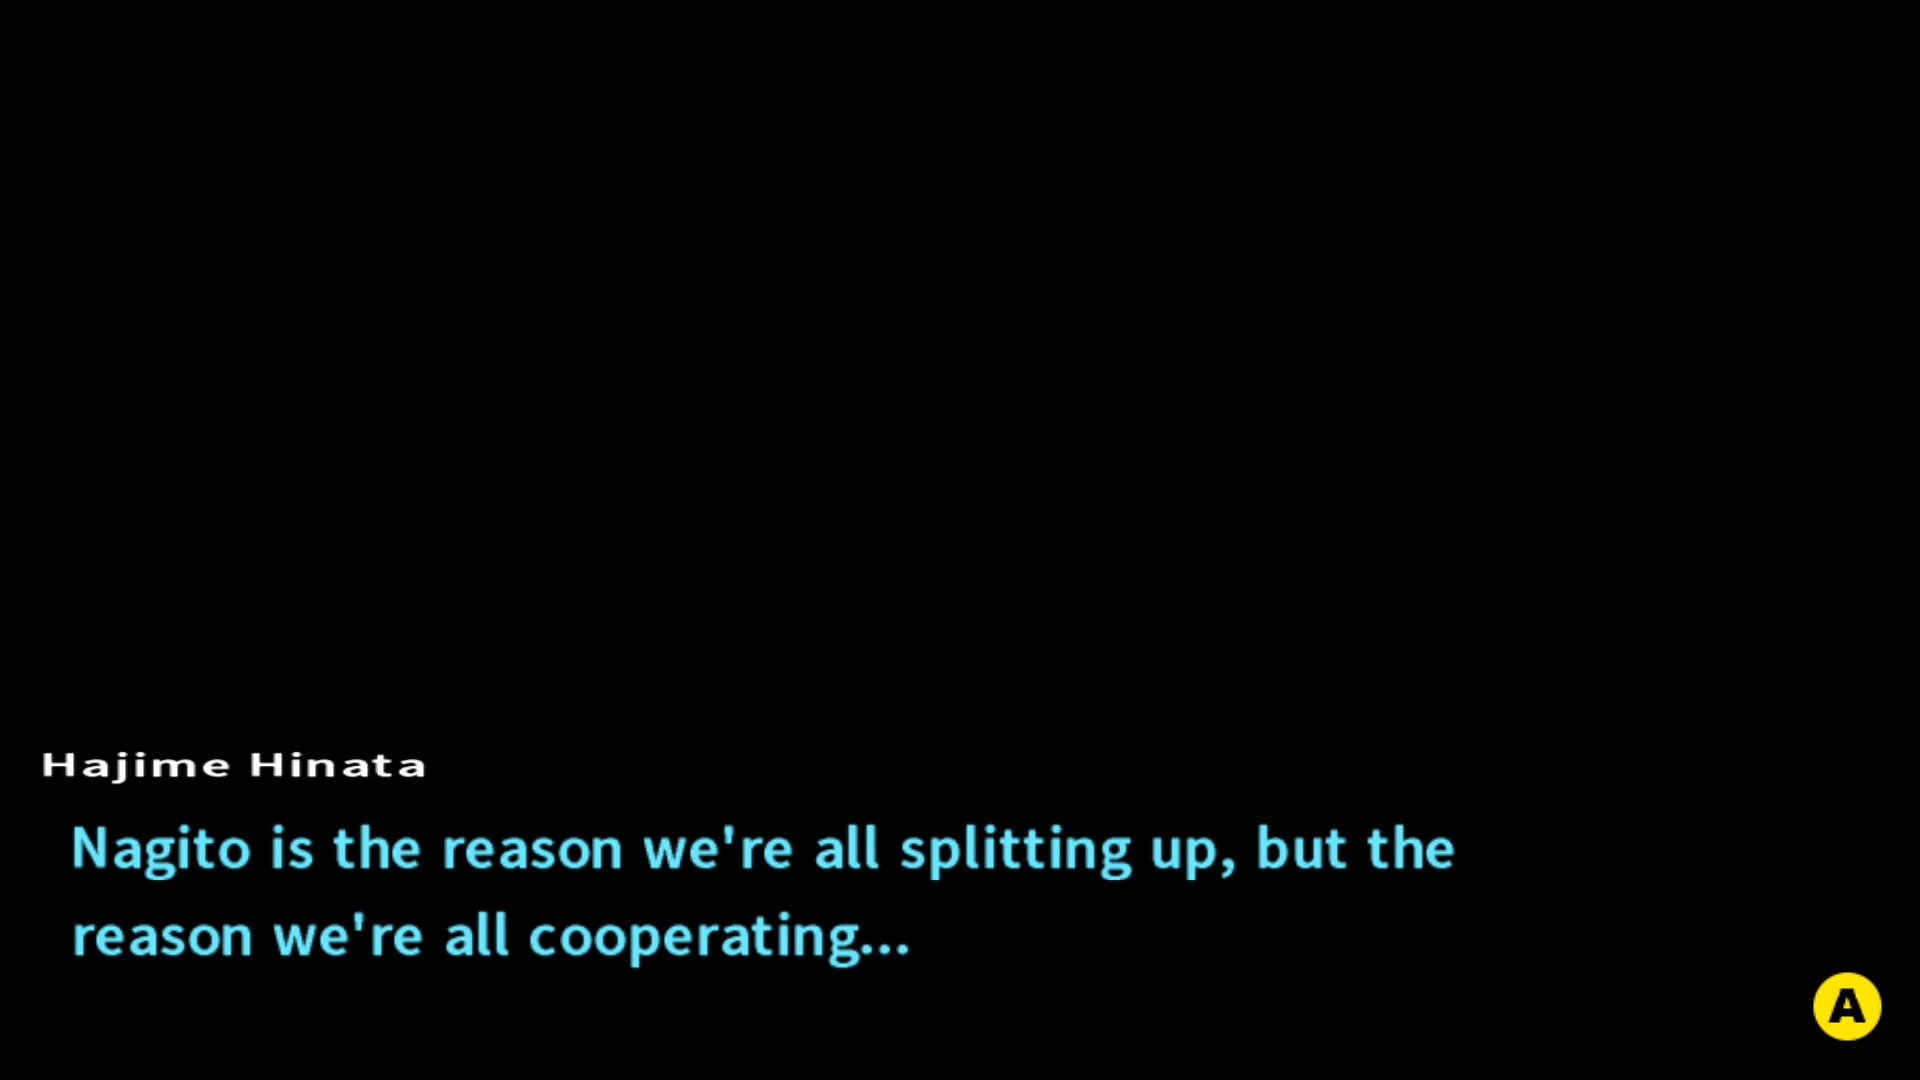 Hajime Hinata
Nagito is the reason we're all splitting up, but the
reason we're all cooperating...
A